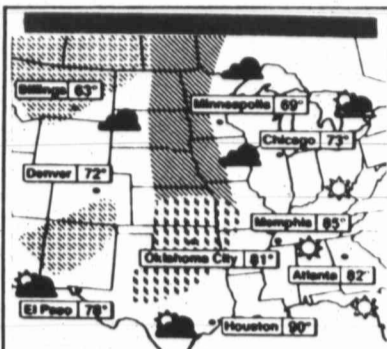 Billings 63°
Minneapolis 69°
Chicago 73°
Denver 72°
Memphis 85°
Oklahoma City 81°
Atlanta 82°
El Paso 78°
Houston 90°